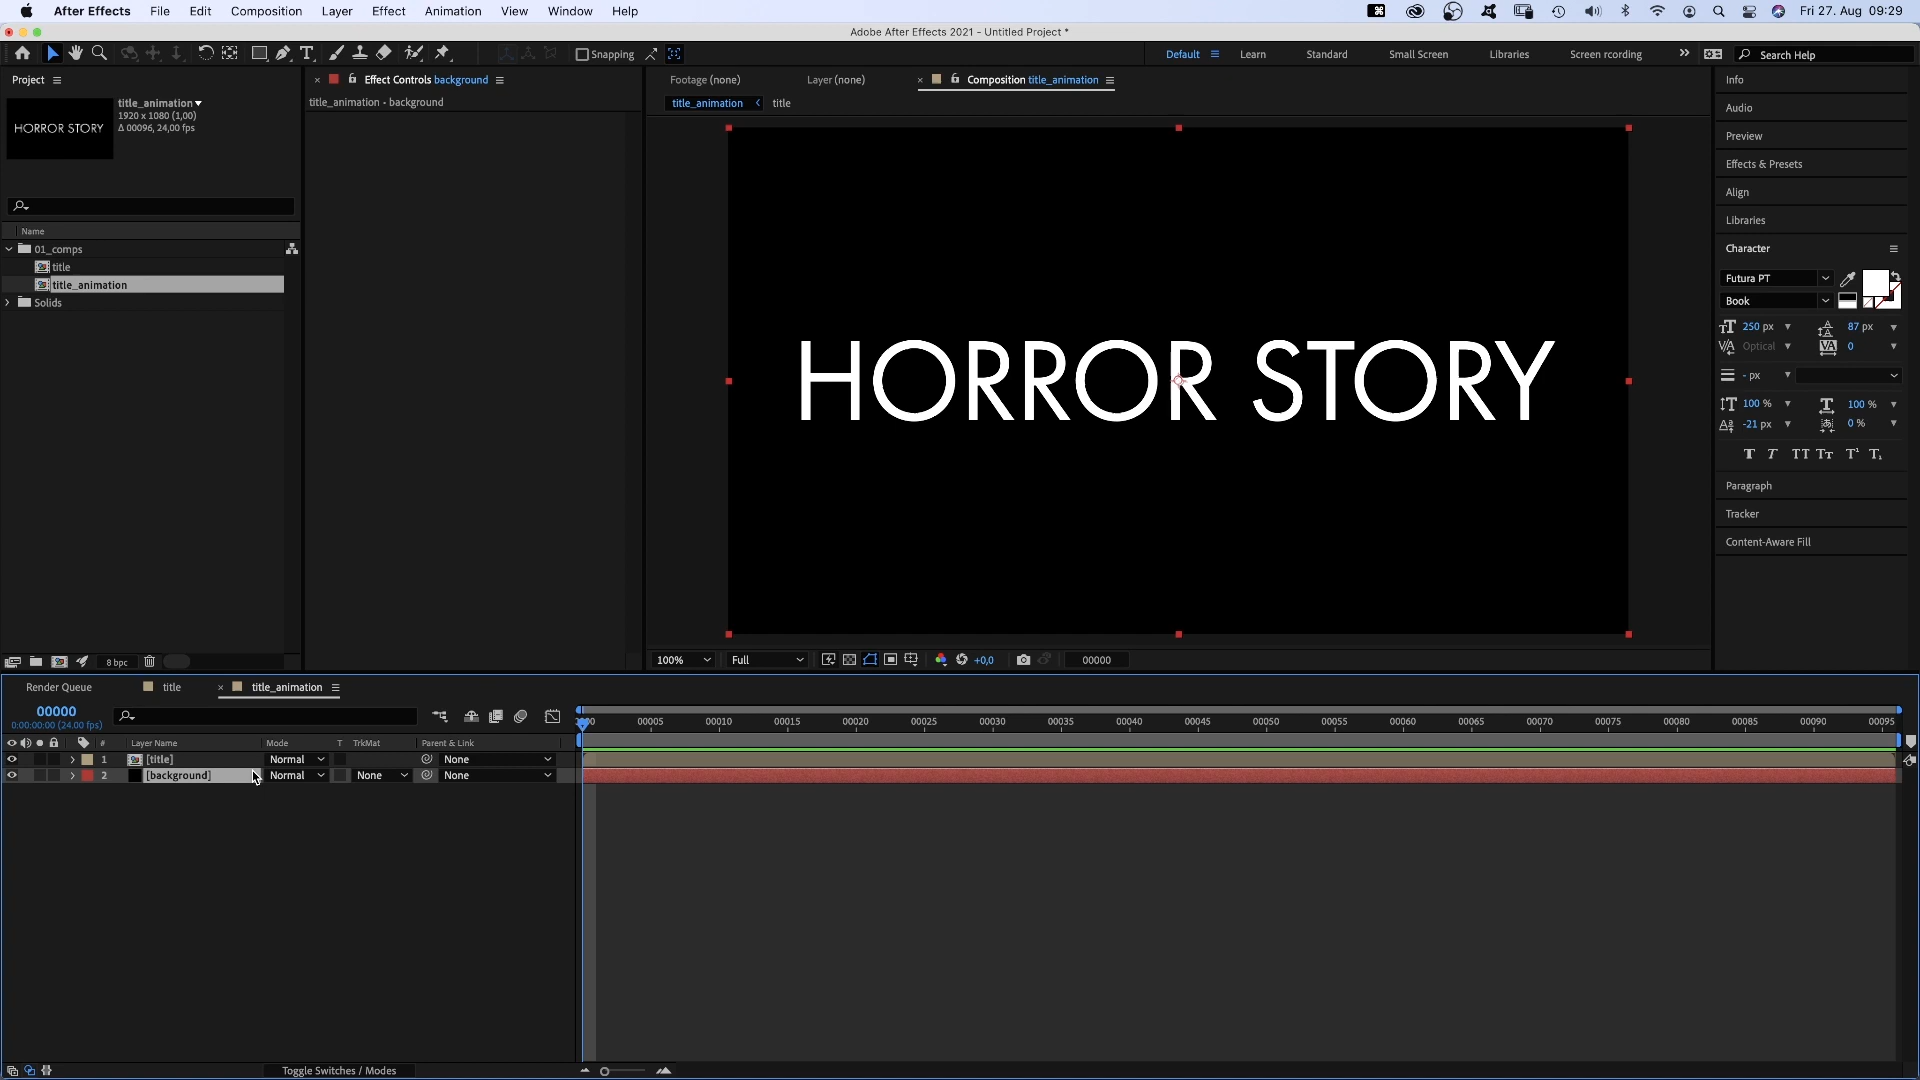 After Effects File Edit Composition Layer Effect Animation View Window Help Fri 27. Aug 09:29
Adobe After Effects 2021 - Untitled Project *
Snapping Default Learn Standard Small Screen Libraries Screen rcording Search Help
Project
title_animation
1920 x 1080 (1,00)
Δ 00096, 24,00 fps
HORROR STORY
Name
01_comps
title
title_animation
Solids
8 bpc
Effect Controls background
title_animation - background
Footage (none) Layer (none) Composition title_animation
title_animation title
HORROR STORY
100% Full +0,0 00000
Info
Audio
Preview
Effects & Presets
Align
Libraries
Character
Futura PT
Book
250 px 87 px
Optical 0
- px
100 % 100 %
-21 px 0 %
Paragraph
Tracker
Content-Aware Fill
Render Queue title title_animation
00000
0:00:00:00 (24.00 fps)
00005 00010 00015 00020 00025 00030 00035 00040 00045 00050 00055 00060 00065 00070 00075 00080 00085 00090 00095
# Layer Name Mode T TrkMat Parent & Link
1 [title] Normal None
2 [background] Normal None None
Toggle Switches / Modes